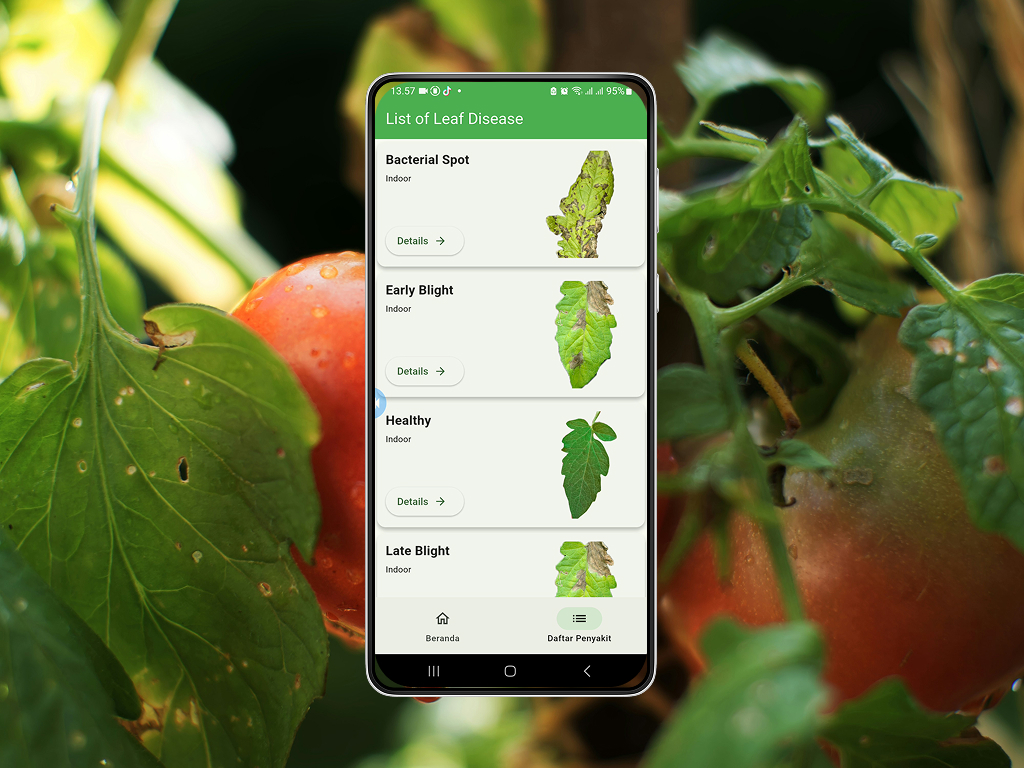 13.57
95%
List of Leaf Disease
Bacterial Spot
Indoor
Details
Early Blight
Indoor
Details
Healthy
Indoor
Details
Late Blight
Indoor
Beranda
Daftar Penyakit